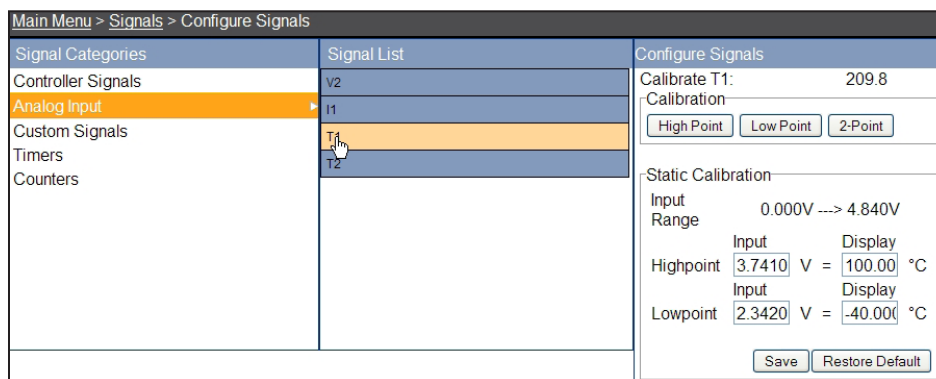 Main Menu > Signals > Configure Signals
Signal Categories
Controller Signals
Analog Input
Custom Signals
Timers
Counters
Signal List
V2
I1
T1
T2
Configure Signals
Calibrate T1: 209.8
Calibration
High Point Low Point 2-Point
Static Calibration
Input Range 0.000V ---> 4.840V
Input Display
Highpoint 3.7410 V = 100.00 °C
Input Display
Lowpoint 2.3420 V = -40.000 °C
Save Restore Default